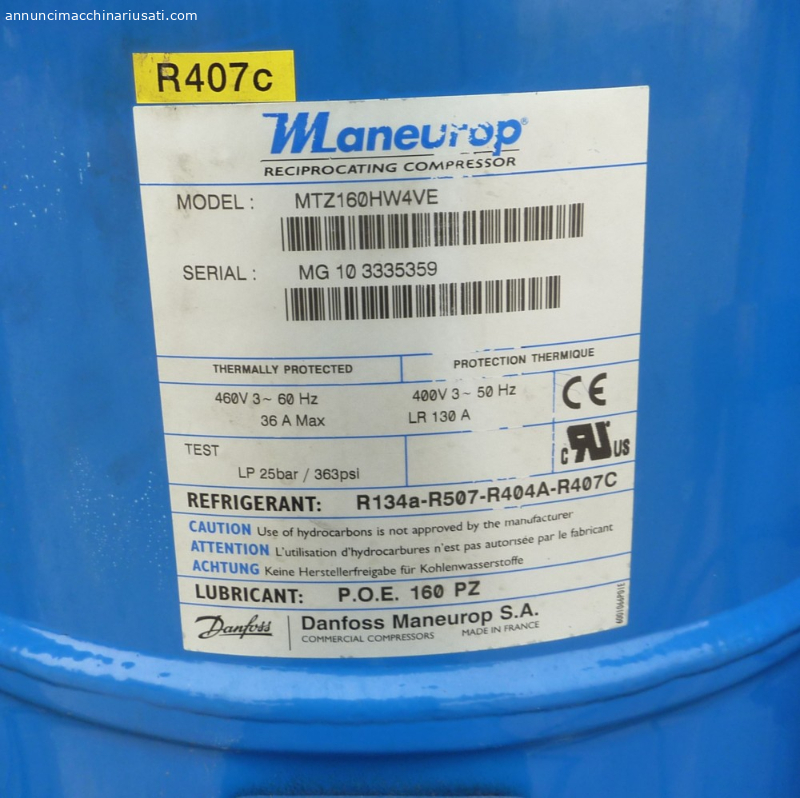 annuncimacchinariusati.com
R407c
Maneurop®
RECIPROCATING COMPRESSOR
MODEL : MTZ160HW4VE
SERIAL : MG 10 3335359
THERMALLY PROTECTED PROTECTION THERMIQUE
460V 3~ 60 Hz 400V 3~ 50 Hz
36 A Max LR 130 A
CE
TEST
LP 25bar / 363psi
c RU US
REFRIGERANT: R134a-R507-R404A-R407C
CAUTION Use of hydrocarbons is not approved by the manufacturer
ATTENTION L'utilisation d'hydrocarbures n'est pas autorisée par le fabricant
ACHTUNG Keine Herstellerfreigabe für Kohlenwasserstoffe
LUBRICANT: P.O.E. 160 PZ
Danfoss Danfoss Maneurop S.A.
COMMERCIAL COMPRESSORS MADE IN FRANCE